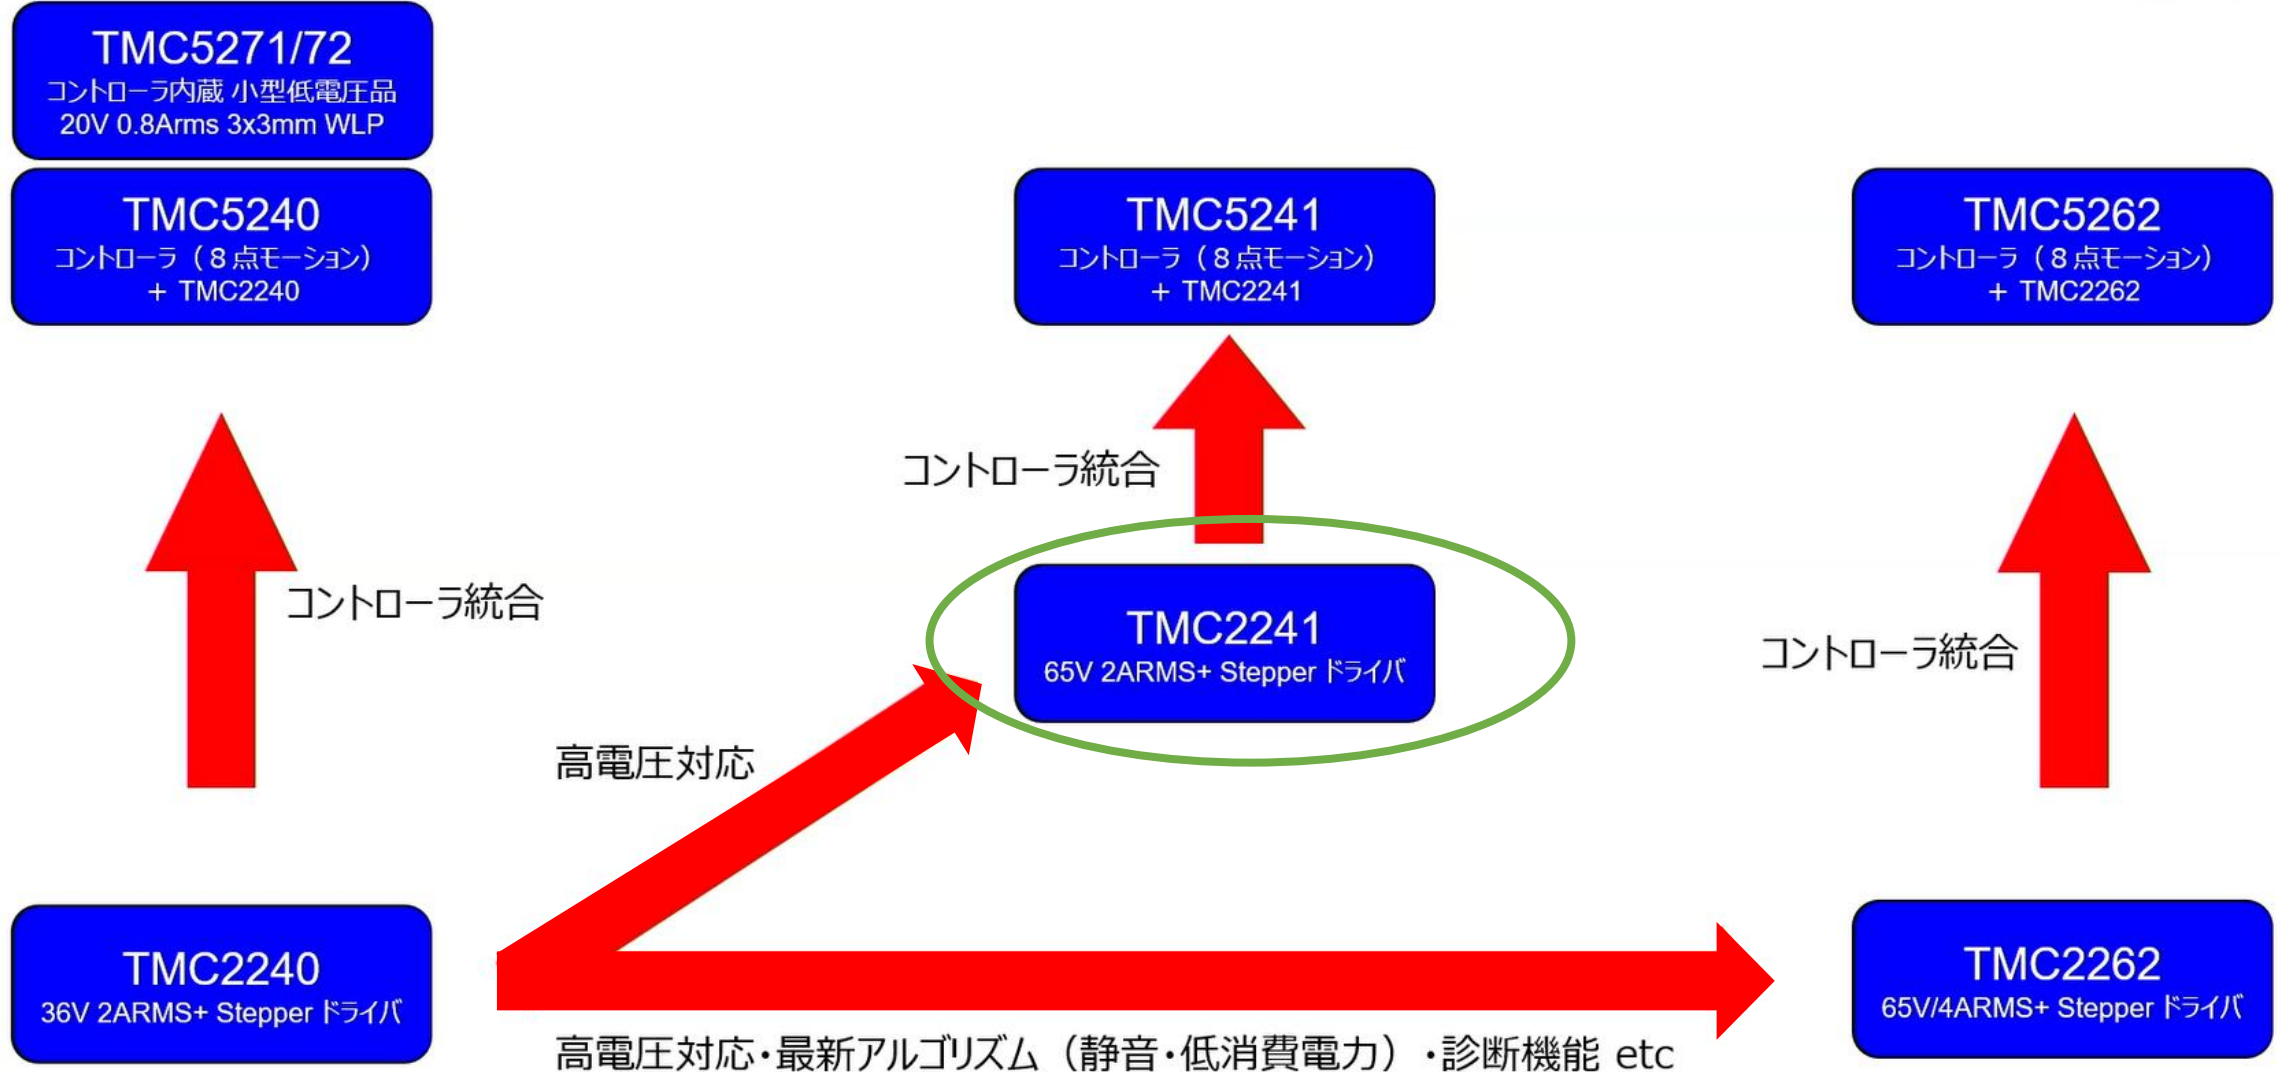 TMC5271/72
コントローラ内蔵 小型低電圧品
20V 0.8Arms 3x3mm WLP
TMC5240
コントローラ（８点モーション）
＋ TMC2240
TMC5241
コントローラ（８点モーション）
＋ TMC2241
TMC5262
コントローラ（８点モーション）
＋ TMC2262
コントローラ統合
コントローラ統合
コントローラ統合
TMC2241
65V 2ARMS+ Stepper ドライバ
高電圧対応
TMC2240
36V 2ARMS+ Stepper ドライバ
TMC2262
65V/4ARMS+ Stepper ドライバ
高電圧対応・最新アルゴリズム（静音・低消費電力）・診断機能 etc